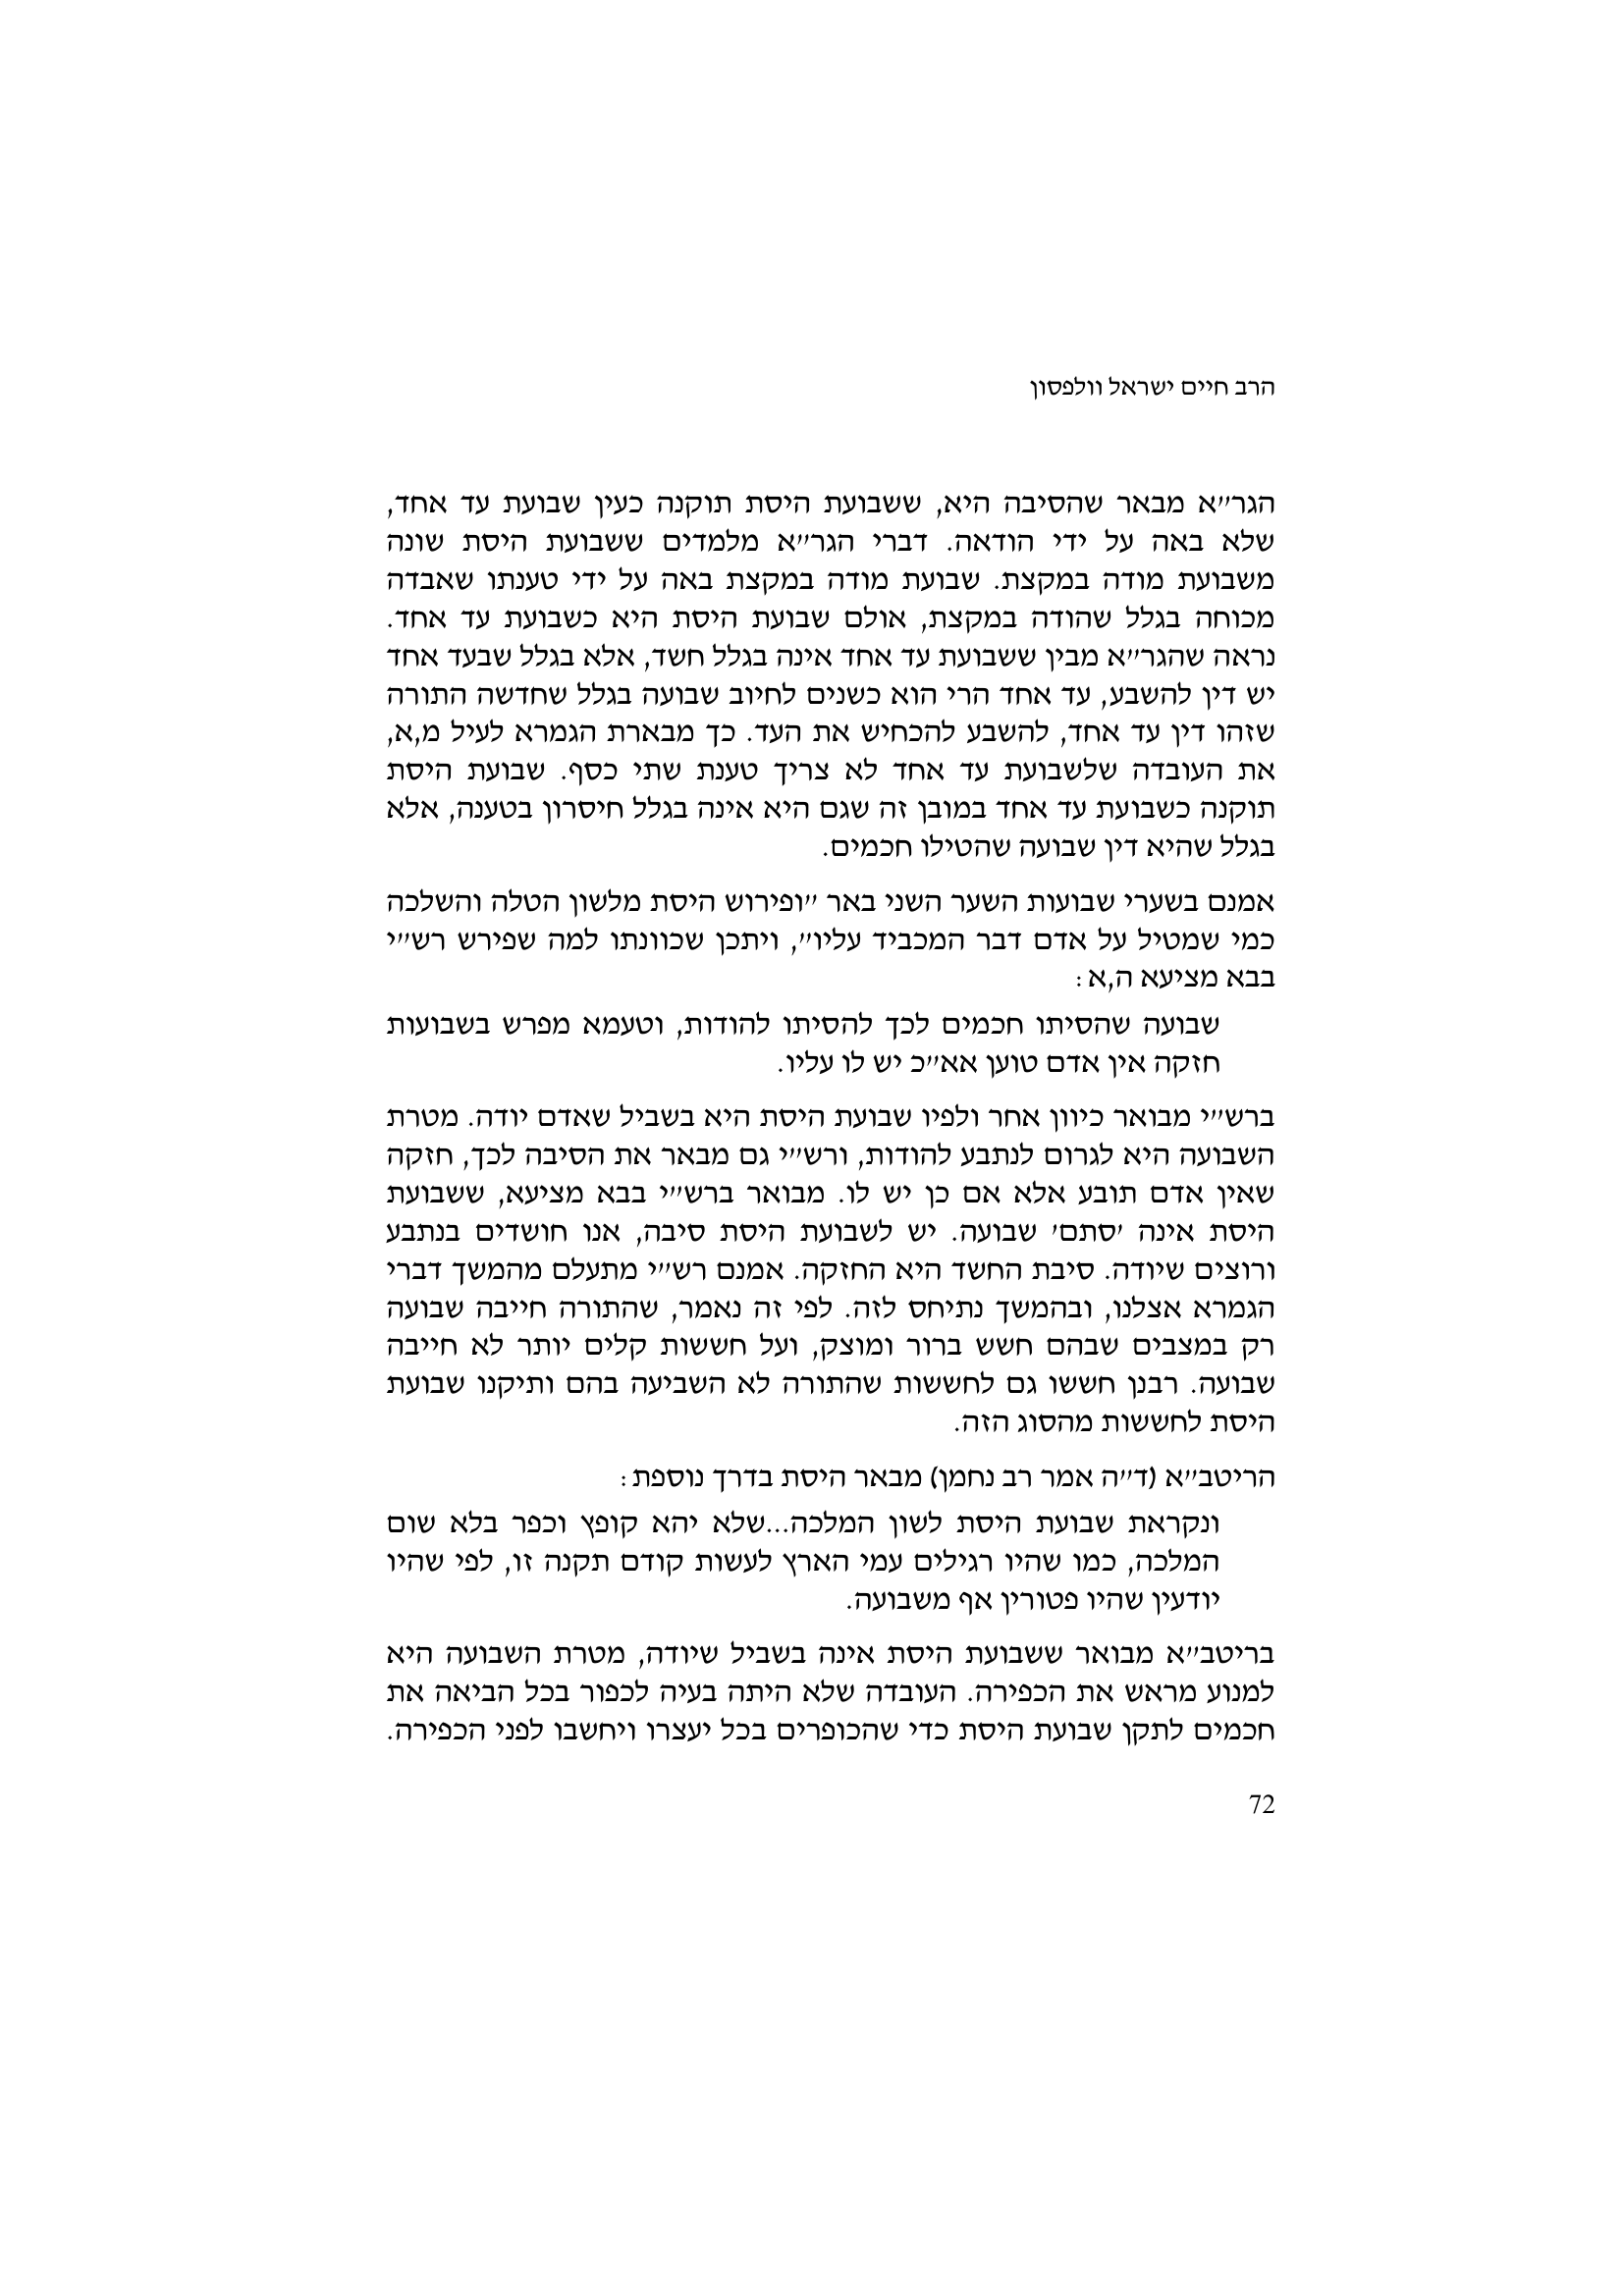 הרב חיים ישראל וולפסון
הגר״א מבאר שהסיבה היא, ששבועת היסת תוקנה כעין שבועת עד אחד,
שלא באה על ידי הודאה. דברי הגר״א מלמדים ששבועת היסת שונה
משבועת מודה במקצת. שבועת מודה במקצת באה על ידי טענתו שאבדה
מכוחה בגלל שהודה במקצת, אולם שבועת היסת היא כשבועת עד אחד.
נראה שהגר״א מבין ששבועת עד אחד אינה בגלל חשד, אלא בגלל שבעד אחד
יש דין להשבע, עד אחד הרי הוא כשנים לחיוב שבועה בגלל שחדשה התורה
שזהו דין עד אחד, להשבע להכחיש את העד. כך מבארת הגמרא לעיל מ,א,
את העובדה שלשבועת עד אחד לא צריך טענת שתי כסף. שבועת היסת
תוקנה כשבועת עד אחד במובן זה שגם היא אינה בגלל חיסרון בטענה, אלא
בגלל שהיא דין שבועה שהטילו חכמים.
אמנם בשערי שבועות השער השני באר ״ופירוש היסת מלשון הטלה והשלכה
כמי שמטיל על אדם דבר המכביד עליו״, ויתכן שכוונתו למה שפירש רש״י
בבא מציעא ה,א:
שבועה שהסיתו חכמים לכך להסיתו להודות, וטעמא מפרש בשבועות
חזקה אין אדם טוען אא״כ יש לו עליו.
ברש״י מבואר כיוון אחר ולפיו שבועת היסת היא בשביל שאדם יודה. מטרת
השבועה היא לגרום לנתבע להודות, ורש״י גם מבאר את הסיבה לכך, חזקה
שאין אדם תובע אלא אם כן יש לו. מבואר ברש״י בבא מציעא, ששבועת
היסת אינה ׳סתם׳ שבועה. יש לשבועת היסת סיבה, אנו חושדים בנתבע
ורוצים שיודה. סיבת החשד היא החזקה. אמנם רש״י מתעלם מהמשך דברי
הגמרא אצלנו, ובהמשך נתיחס לזה. לפי זה נאמר, שהתורה חייבה שבועה
רק במצבים שבהם חשש ברור ומוצק, ועל חששות קלים יותר לא חייבה
שבועה. רבנן חששו גם לחששות שהתורה לא השביעה בהם ותיקנו שבועת
היסת לחששות מהסוג הזה.
הריטב״א (ד״ה אמר רב נחמן) מבאר היסת בדרך נוספת:
ונקראת שבועת היסת לשון המלכה...שלא יהא קופץ וכפר בלא שום
המלכה, כמו שהיו רגילים עמי הארץ לעשות קודם תקנה זו, לפי שהיו
יודעין שהיו פטורין אף משבועה.
בריטב״א מבואר ששבועת היסת אינה בשביל שיודה, מטרת השבועה היא
למנוע מראש את הכפירה. העובדה שלא היתה בעיה לכפור בכל הביאה את
חכמים לתקן שבועת היסת כדי שהכופרים בכל יעצרו ויחשבו לפני הכפירה.
72